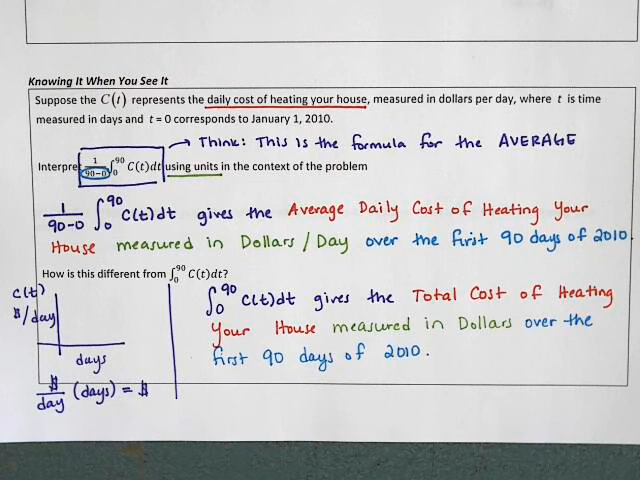 Knowing It When You See It
Suppose the C(t) represents the daily cost of heating your house, measured in dollars per day, where t is time
measured in days and t = 0 corresponds to January 1, 2010.
→ Think: This is the formula for the AVERAGE
Interpret 1/(90−0) ∫₀⁹⁰ C(t)dt using units in the context of the problem
1/(90-0) ∫₀⁹⁰ C(t)dt gives the Average Daily Cost of Heating Your
House measured in Dollars / Day over the first 90 days of 2010.
How is this different from ∫₀⁹⁰ C(t)dt?
C(t)
$/day
days
$/day (days) = $
∫₀⁹⁰ C(t)dt gives the Total Cost of Heating
Your House measured in Dollars over the
first 90 days of 2010.